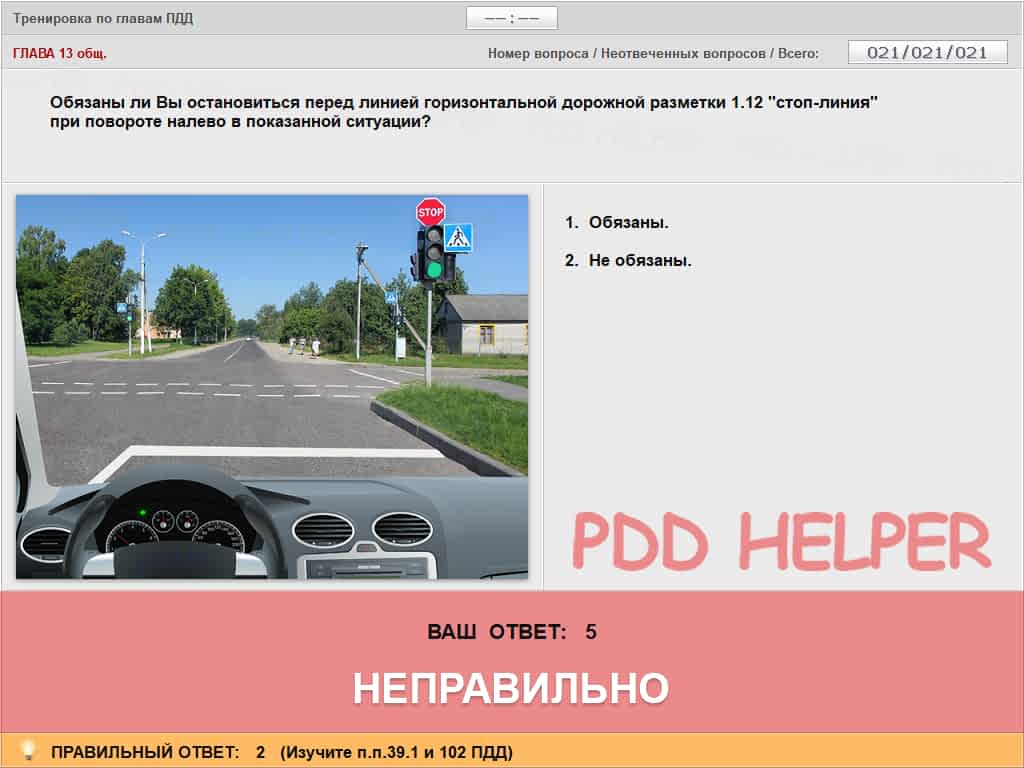 Тренировка по главам ПДД
–– : ––
ГЛАВА 13 общ.
Номер вопроса / Неотвеченных вопросов / Всего:
021/021/021
Обязаны ли Вы остановиться перед линией горизонтальной дорожной разметки 1.12 "стоп-линия"
при повороте налево в показанной ситуации?
STOP
1. Обязаны.
2. Не обязаны.
PDD HELPER
ВАШ ОТВЕТ: 5
НЕПРАВИЛЬНО
ПРАВИЛЬНЫЙ ОТВЕТ: 2 (Изучите п.п.39.1 и 102 ПДД)